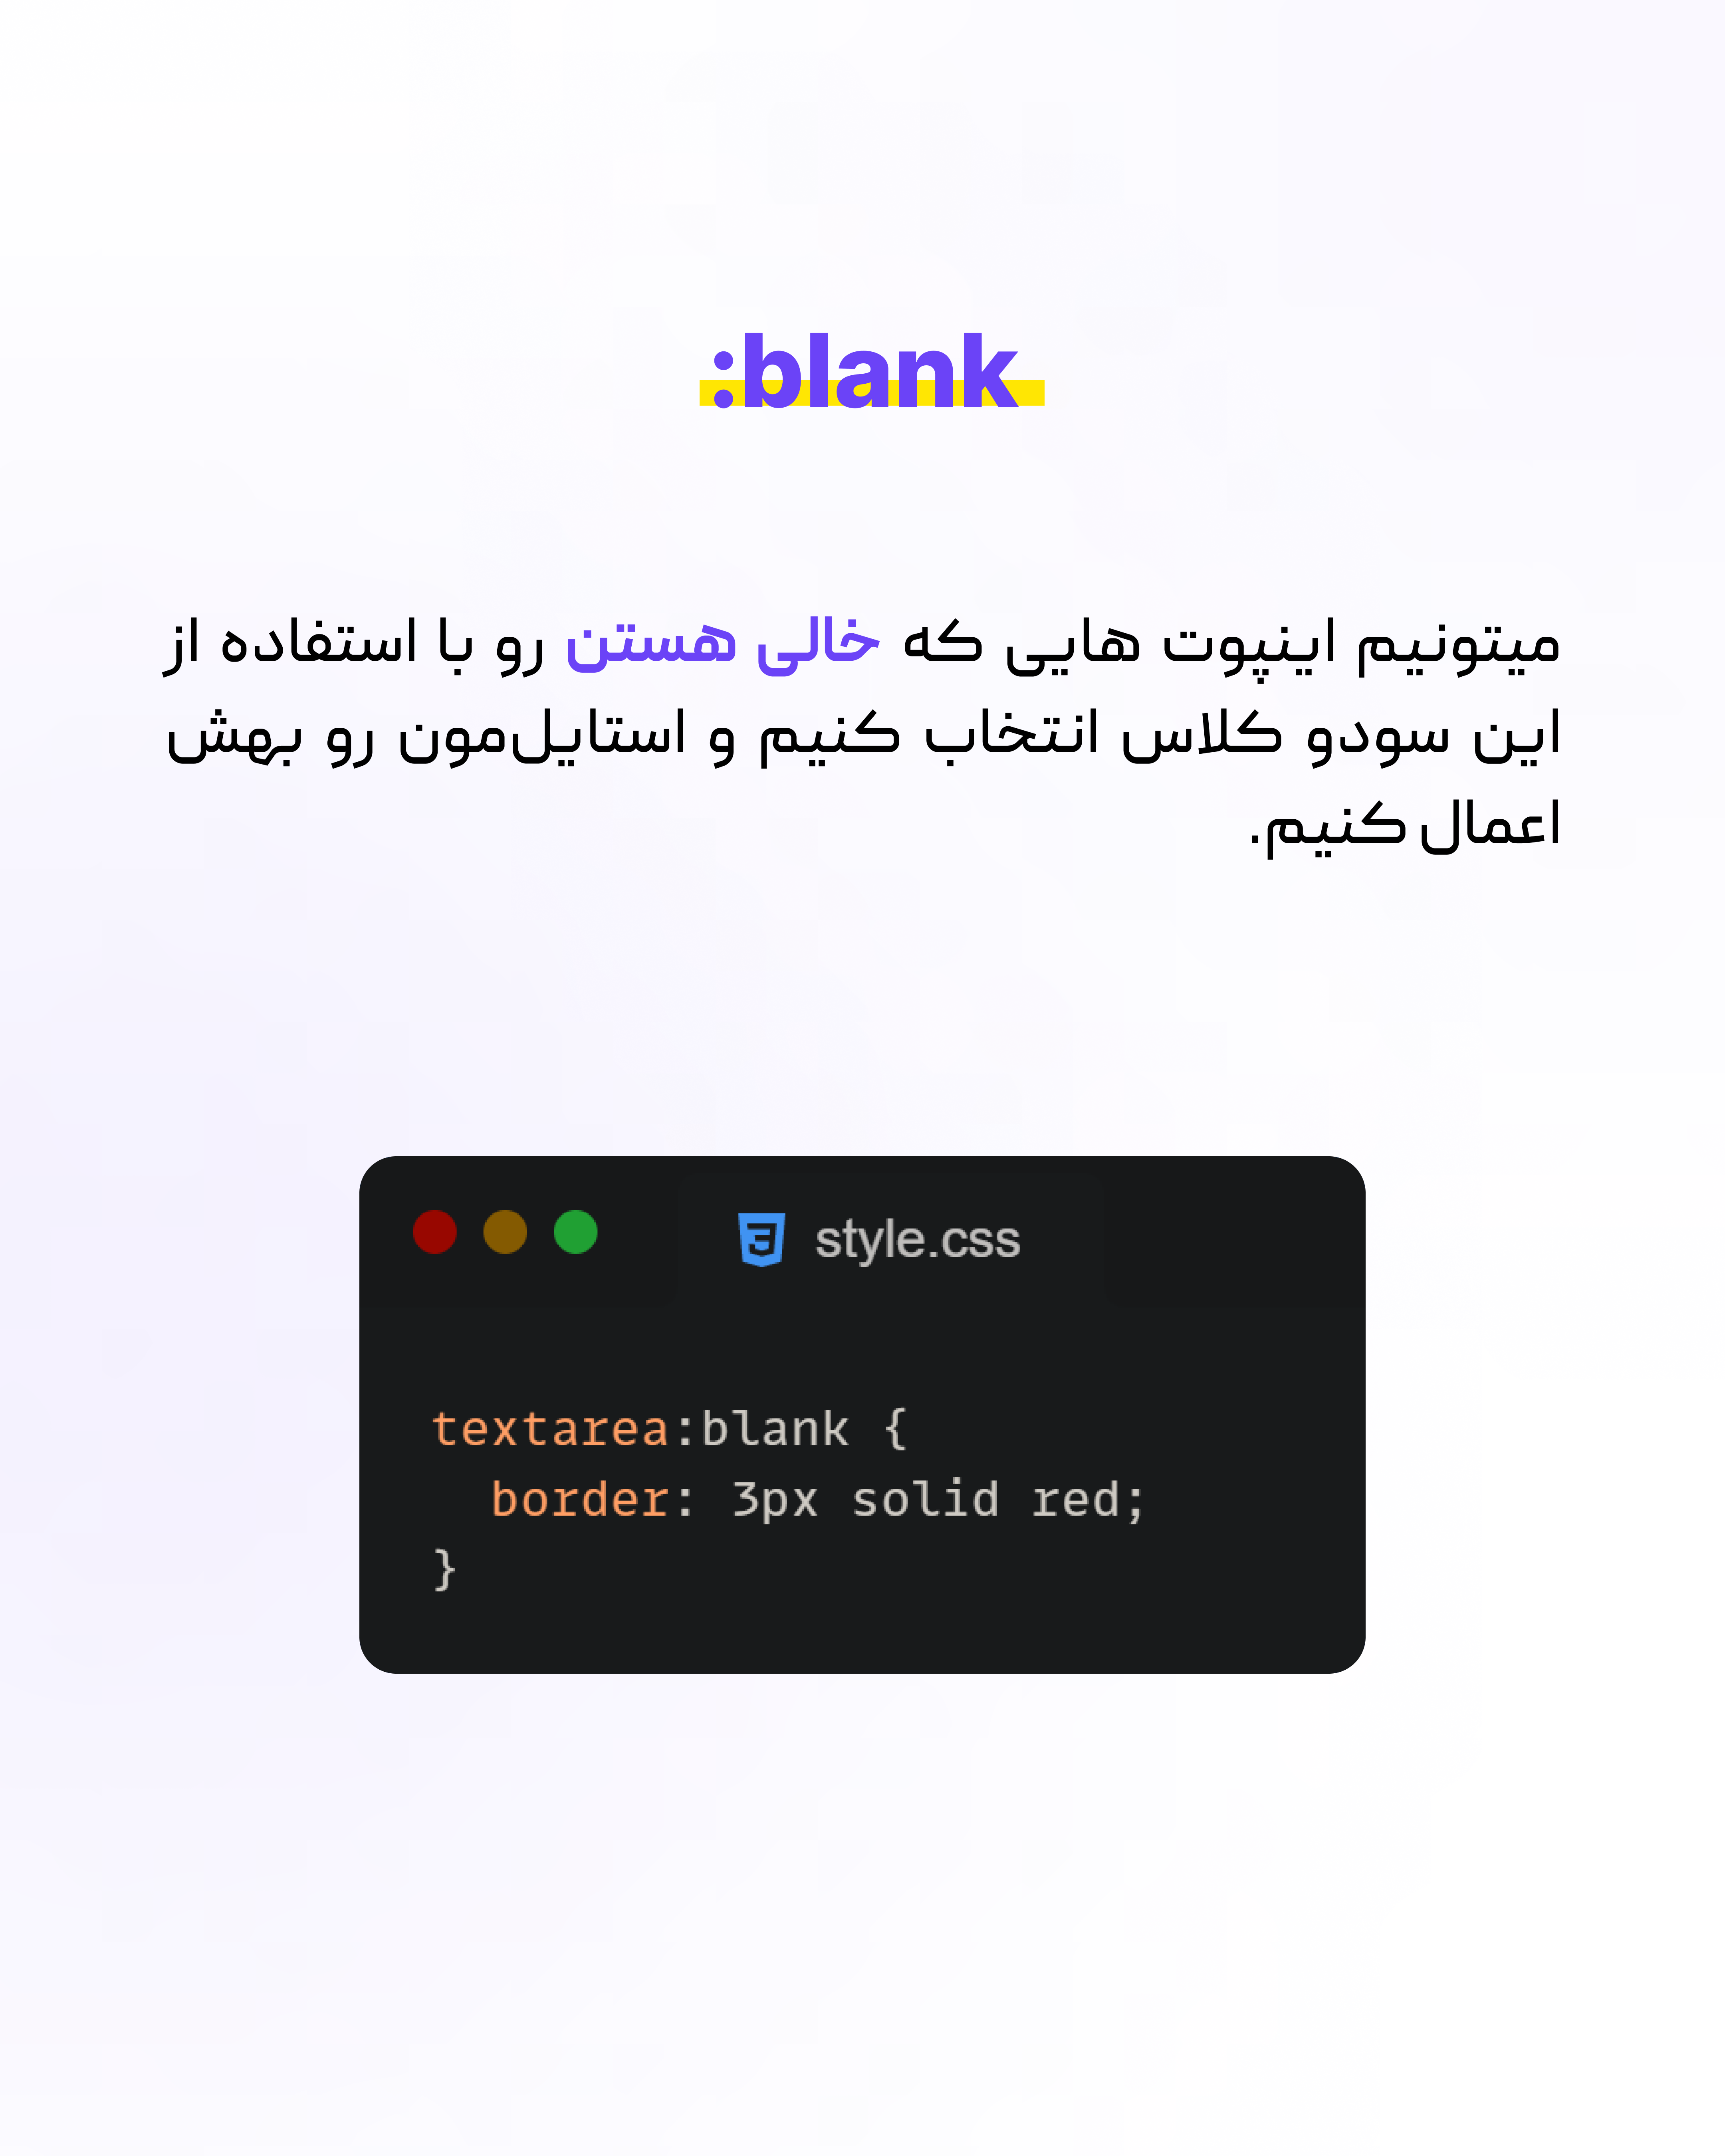 :blank
میتونیم اینپوت هایی که خالی هستن رو با استفاده از
این سودو کلاس انتخاب کنیم و استایل‌مون رو بهش
اعمال کنیم.
style.css
textarea:blank {
  border: 3px solid red;
}